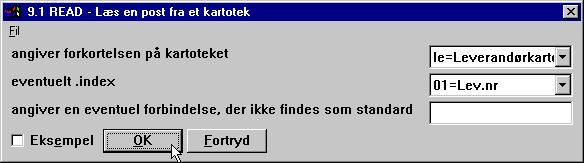 9.1 READ - Læs en post fra et kartotek
Fil
angiver forkortelsen på kartoteket le=Leverandørkarto
eventuelt .index 01=Lev.nr
angiver en eventuel forbindelse, der ikke findes som standard
Eksempel OK Fortryd